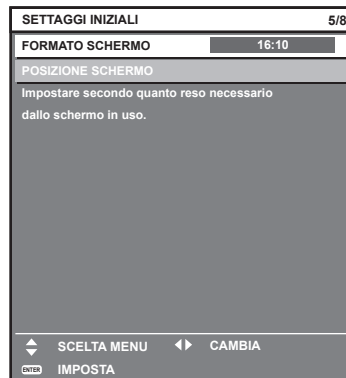 SETTAGGI INIZIALI 5/8
FORMATO SCHERMO 16:10
POSIZIONE SCHERMO
Impostare secondo quanto reso necessario
dallo schermo in uso.
SCELTA MENU CAMBIA
ENTER IMPOSTA